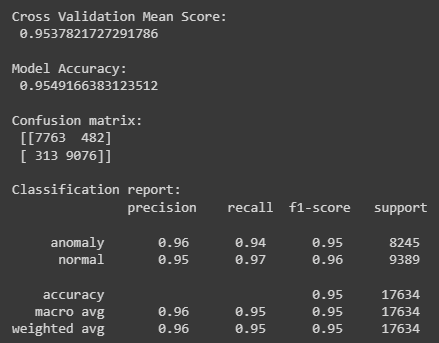 Cross Validation Mean Score:
0.9537821727291786
Model Accuracy:
0.9549166383123512
Confusion matrix:
[[7763 482]
[ 313 9076]]
Classification report:
precision recall f1-score support
anomaly 0.96 0.94 0.95 8245
normal 0.95 0.97 0.96 9389
accuracy 0.95 17634
macro avg 0.96 0.95 0.95 17634
weighted avg 0.96 0.95 0.95 17634